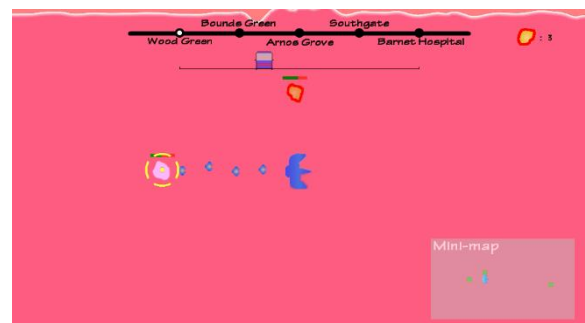 Bounds Green
Southgate
Wood Green
Arnos Grove
Barnet Hospital
: 3
Mini-map